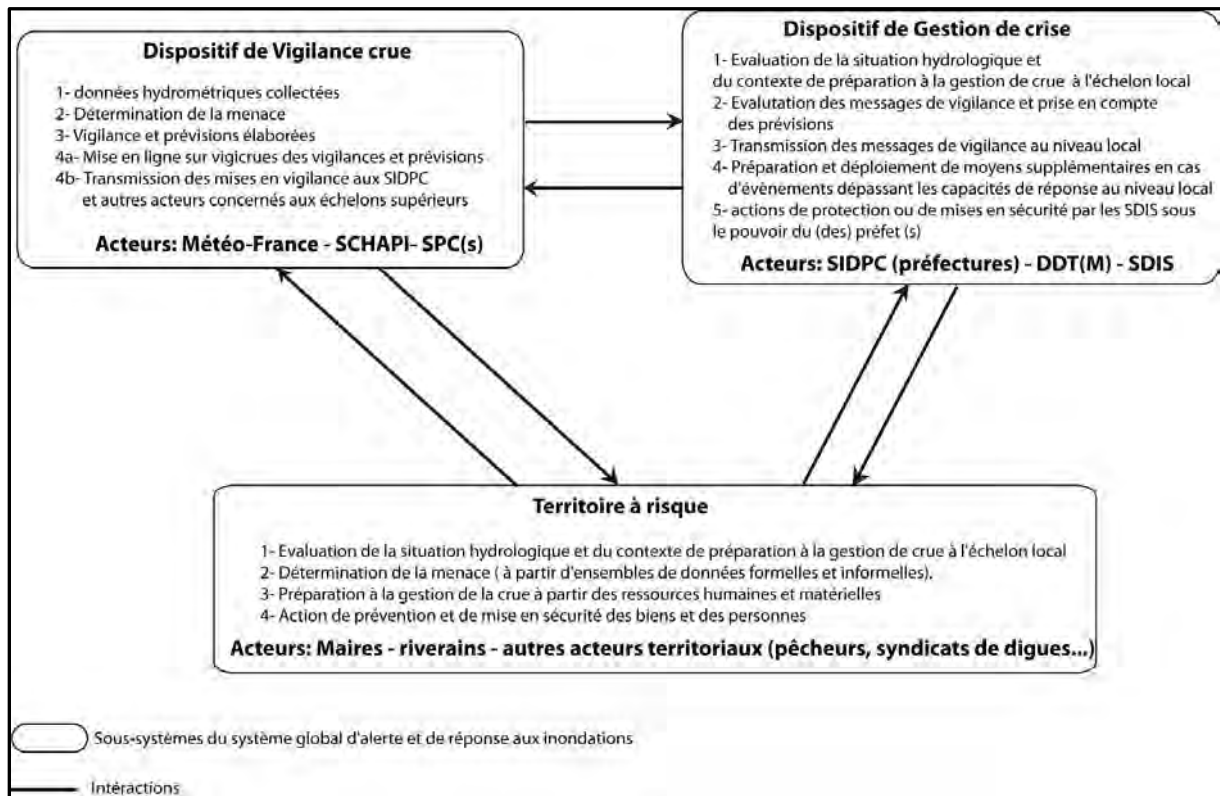 Dispositif de Vigilance crue
1- données hydrométriques collectées
2- Détermination de la menace
3- Vigilance et prévisions élaborées
4a- Mise en ligne sur vigicrues des vigilances et prévisions
4b- Transmission des mises en vigilance aux SIDPC
et autres acteurs concernés aux échelons supérieurs
Acteurs: Météo-France - SCHAPI- SPC(s)
Dispositif de Gestion de crise
1- Evaluation de la situation hydrologique et
du contexte de préparation à la gestion de crue à l'échelon local
2- Evalutation des messages de vigilance et prise en compte
des prévisions
3- Transmission des messages de vigilance au niveau local
4- Préparation et déploiement de moyens supplémentaires en cas
d'évènements dépassant les capacités de réponse au niveau local
5- actions de protection ou de mises en sécurité par les SDIS sous
le pouvoir du (des) préfet (s)
Acteurs: SIDPC (préfectures) - DDT(M) - SDIS
Territoire à risque
1- Evaluation de la situation hydrologique et du contexte de préparation à la gestion de crue à l'échelon local
2- Détermination de la menace ( à partir d'ensembles de données formelles et informelles).
3- Préparation à la gestion de la crue à partir des ressources humaines et matérielles
4- Action de prévention et de mise en sécurité des biens et des personnes
Acteurs: Maires - riverains - autres acteurs territoriaux (pêcheurs, syndicats de digues...)
Sous-systèmes du système global d'alerte et de réponse aux inondations
Intéractions